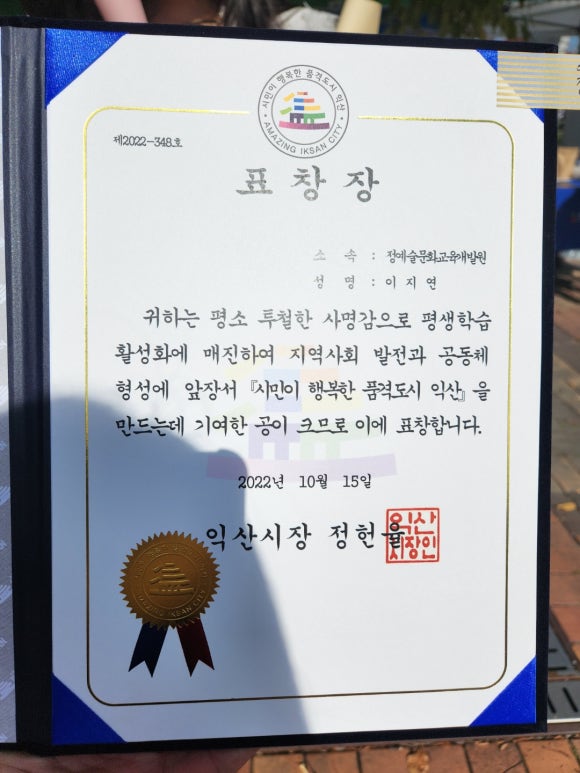 시민이 행복한 품격도시 익산
AMAZING IKSAN CITY
제2022-348호
표창장
소 속 : 정예술문화교육개발원
성 명 : 이지연
귀하는 평소 투철한 사명감으로 평생학습
활성화에 매진하여 지역사회 발전과 공동체
형성에 앞장서 『시민이 행복한 품격도시 익산』을
만드는데 기여한 공이 크므로 이에 표창합니다.
2022년 10월 15일
익산시장 정헌율
익산
시장인
AMAZING IKSAN CITY